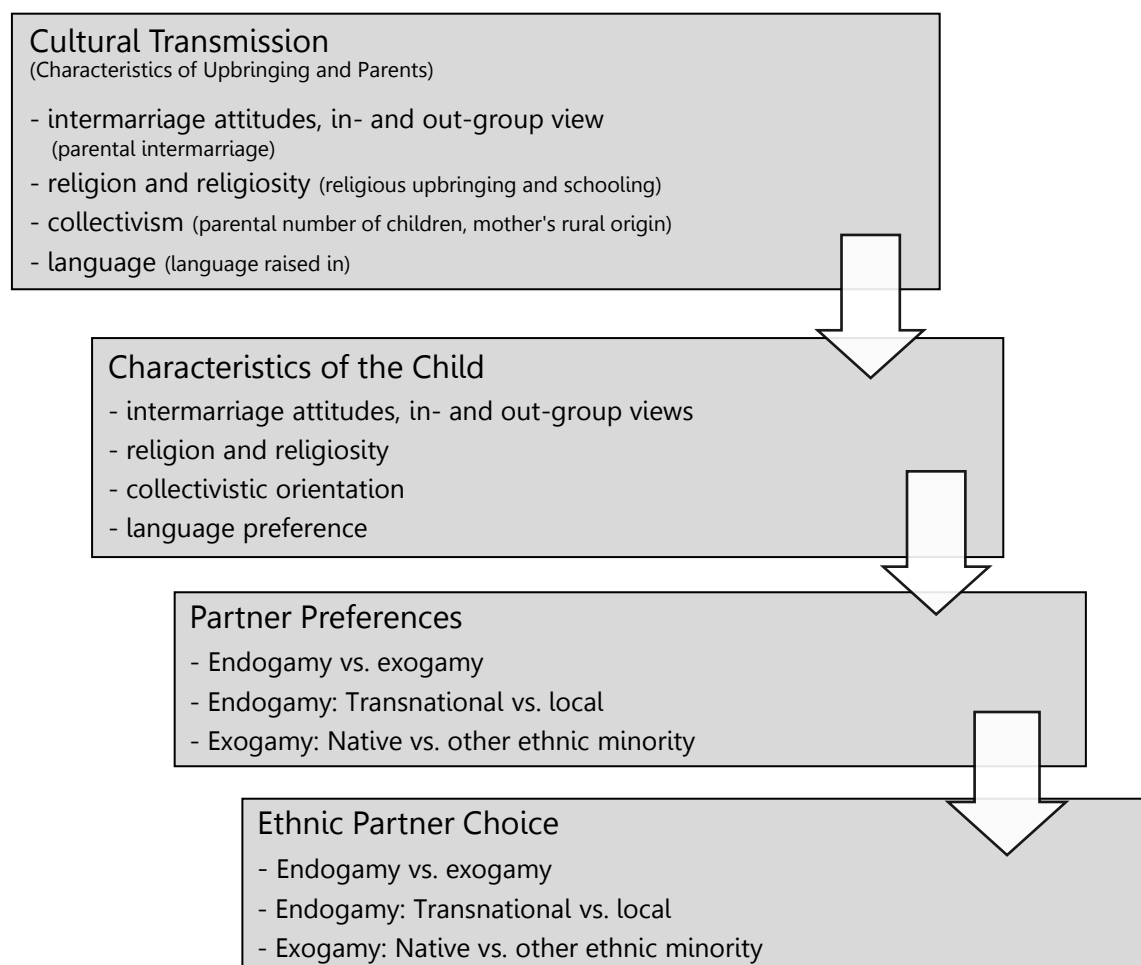 Cultural Transmission
(Characteristics of Upbringing and Parents)
- intermarriage attitudes, in- and out-group view
(parental intermarriage)
- religion and religiosity (religious upbringing and schooling)
- collectivism (parental number of children, mother's rural origin)
- language (language raised in)
Characteristics of the Child
- intermarriage attitudes, in- and out-group views
- religion and religiosity
- collectivistic orientation
- language preference
Partner Preferences
- Endogamy vs. exogamy
- Endogamy: Transnational vs. local
- Exogamy: Native vs. other ethnic minority
Ethnic Partner Choice
- Endogamy vs. exogamy
- Endogamy: Transnational vs. local
- Exogamy: Native vs. other ethnic minority